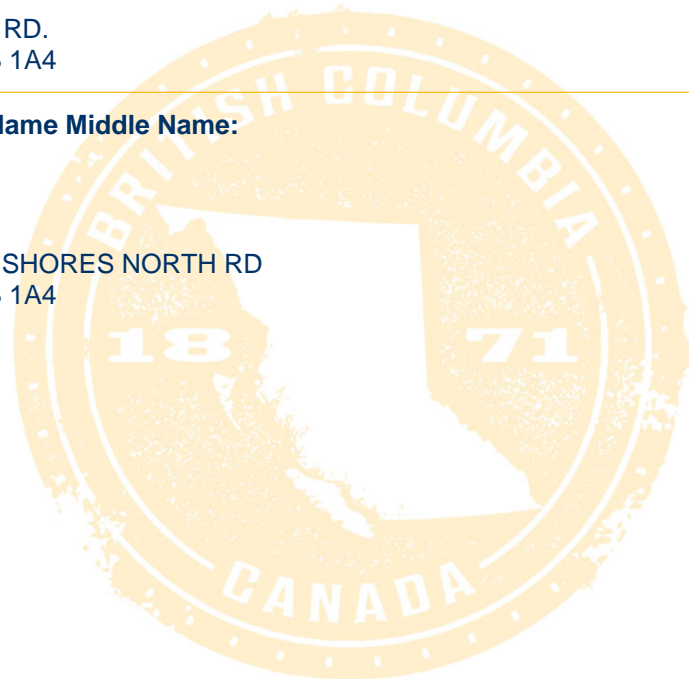 RD.
1A4
Name Middle Name:
SHORES NORTH RD
1A4
BRITISH COLUMBIA
18 71
CANADA